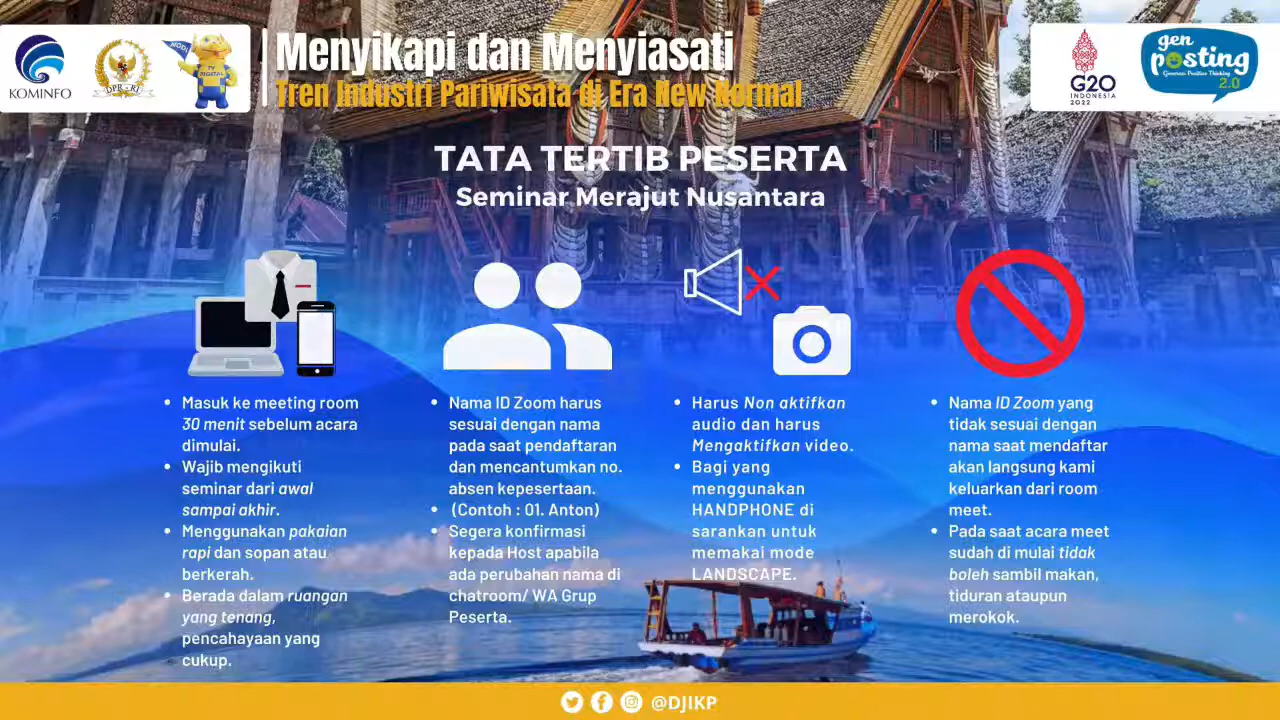 KOMINFO
DPR - RI
MODI
TV
DIGITAL
Menyikapi dan Menyiasati
Tren Industri Pariwisata di Era New Normal
G20
INDONESIA
2022
gen
posting
Generasi Positive Thinking
2.0
TATA TERTIB PESERTA
Seminar Merajut Nusantara
• Masuk ke meeting room
30 menit sebelum acara
dimulai.
• Wajib mengikuti
seminar dari awal
sampai akhir.
• Menggunakan pakaian
rapi dan sopan atau
berkerah.
• Berada dalam ruangan
yang tenang,
pencahayaan yang
cukup.
• Nama ID Zoom harus
sesuai dengan nama
pada saat pendaftaran
dan mencantumkan no.
absen kepesertaan.
• (Contoh : 01. Anton)
• Segera konfirmasi
kepada Host apabila
ada perubahan nama di
chatroom/ WA Grup
Peserta.
• Harus Non aktifkan
audio dan harus
Mengaktifkan video.
• Bagi yang
menggunakan
HANDPHONE di
sarankan untuk
memakai mode
LANDSCAPE.
• Nama ID Zoom yang
tidak sesuai dengan
nama saat mendaftar
akan langsung kami
keluarkan dari room
meet.
• Pada saat acara meet
sudah di mulai tidak
boleh sambil makan,
tiduran ataupun
merokok.
@DJIKP